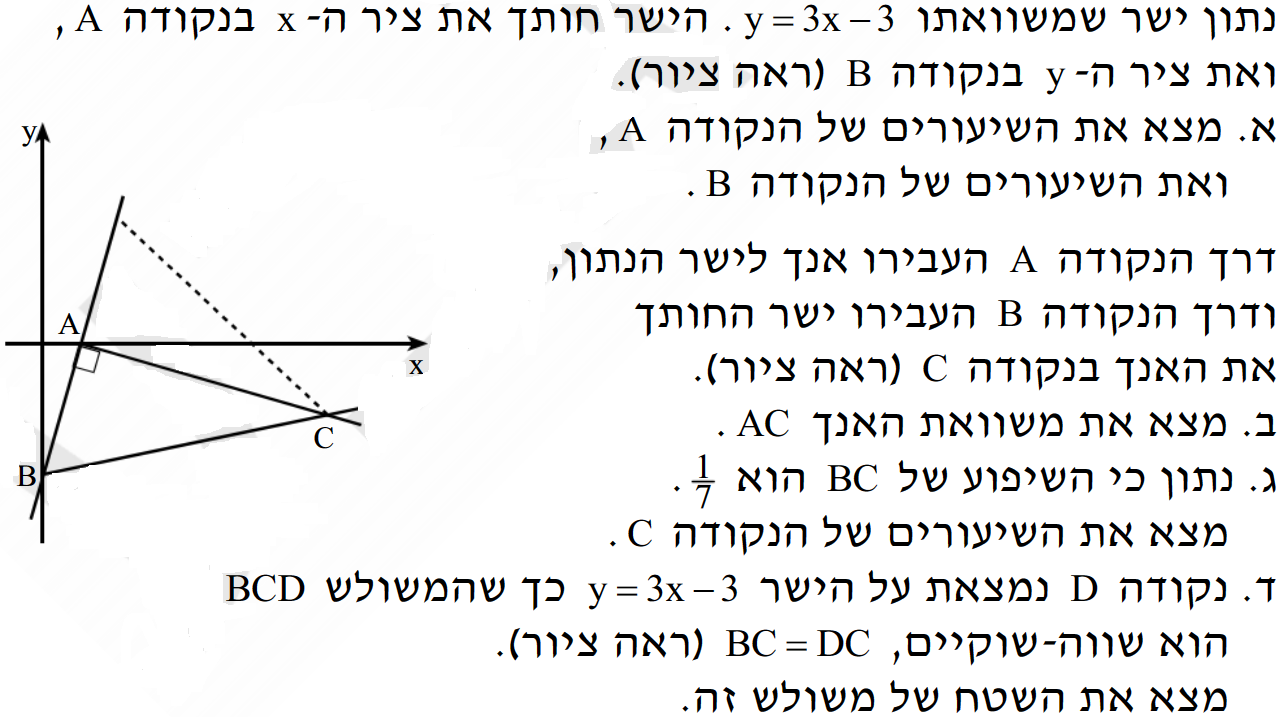 נתון ישר שמשוואתו y = 3x − 3 . הישר חותך את ציר ה- x בנקודה A ,
ואת ציר ה- y בנקודה B (ראה ציור).
א. מצא את השיעורים של הנקודה A ,
ואת השיעורים של הנקודה B .
דרך הנקודה A העבירו אנך לישר הנתון,
ודרך הנקודה B העבירו ישר החותך
את האנך בנקודה C (ראה ציור).
ב. מצא את משוואת האנך AC .
ג. נתון כי השיפוע של BC הוא 1/7 .
מצא את השיעורים של הנקודה C .
ד. נקודה D נמצאת על הישר y = 3x − 3 כך שהמשולש BCD
הוא שווה-שוקיים, BC = DC (ראה ציור).
מצא את השטח של משולש זה.
y
A
x
C
B